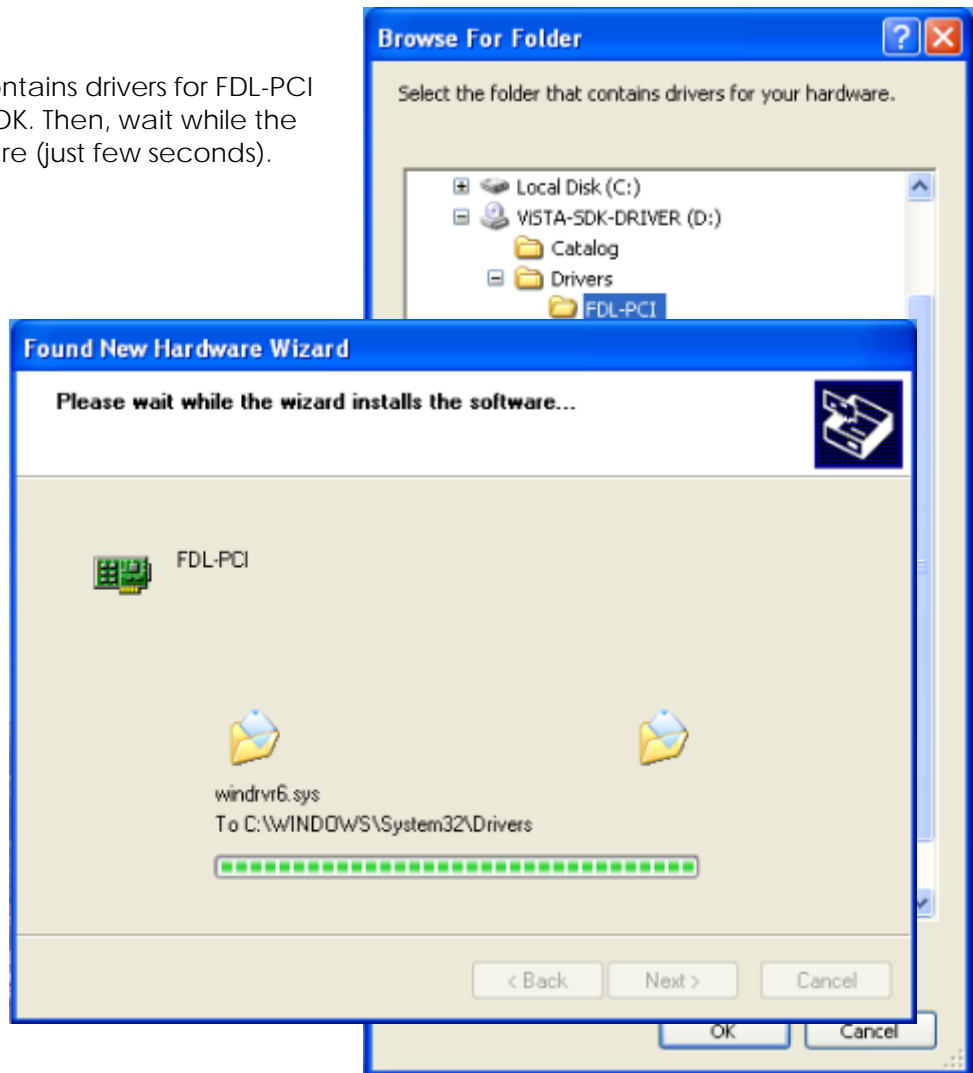 Browse For Folder
ntains drivers for FDL-PCI
DK. Then, wait while the
re (just few seconds).
Select the folder that contains drivers for your hardware.
Local Disk (C:)
VISTA-SDK-DRIVER (D:)
Catalog
Drivers
FDL-PCI
Found New Hardware Wizard
Please wait while the wizard installs the software...
FDL-PCI
windrvr6.sys
To C:\WINDOWS\System32\Drivers
< Back Next > Cancel
OK Cancel